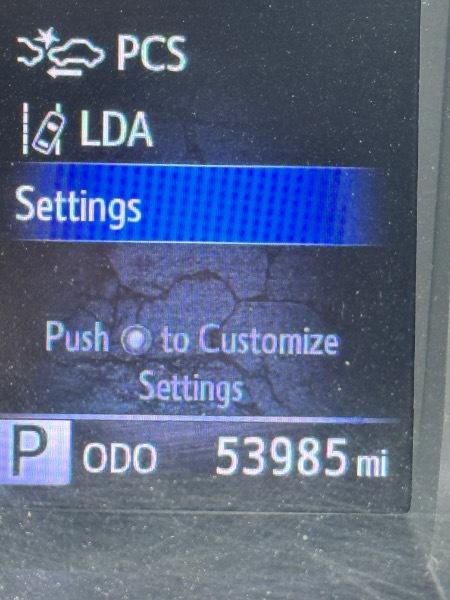 PCS
LDA
Settings
Push to Customize
Settings
P ODO 53985 mi